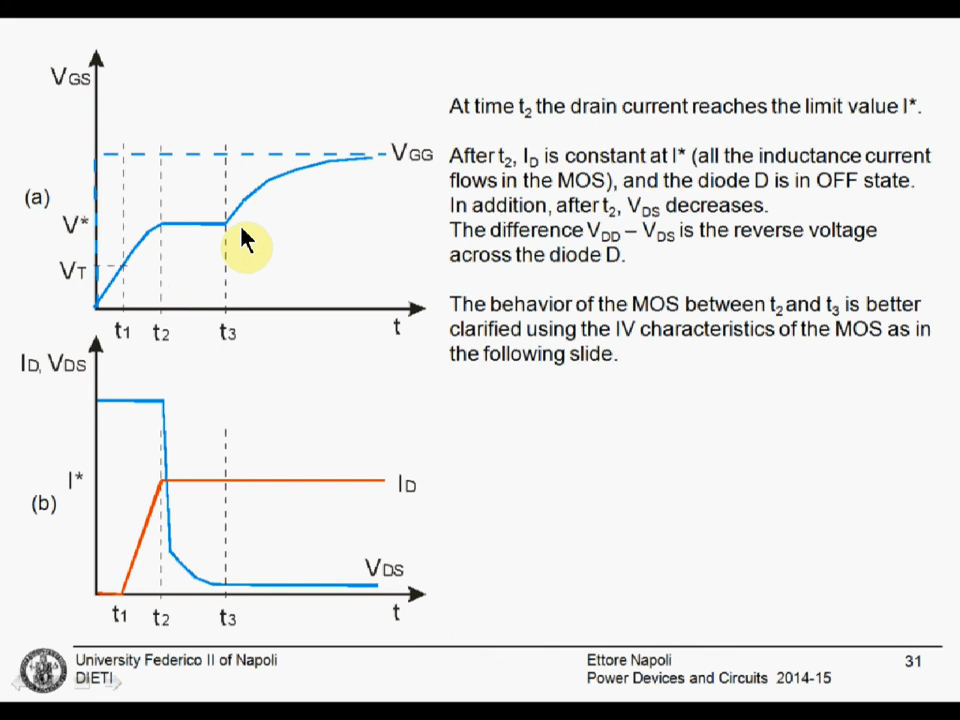 VGS
VGG
(a)
V*
VT
t1 t2 t3 t
ID, VDS
I*
ID
(b)
VDS
t1 t2 t3 t
At time t2 the drain current reaches the limit value I*.
After t2, ID is constant at I* (all the inductance current
flows in the MOS), and the diode D is in OFF state.
In addition, after t2, VDS decreases.
The difference VDD – VDS is the reverse voltage
across the diode D.
The behavior of the MOS between t2 and t3 is better
clarified using the IV characteristics of the MOS as in
the following slide.
University Federico II of Napoli
DIETI
Ettore Napoli
Power Devices and Circuits 2014-15
31